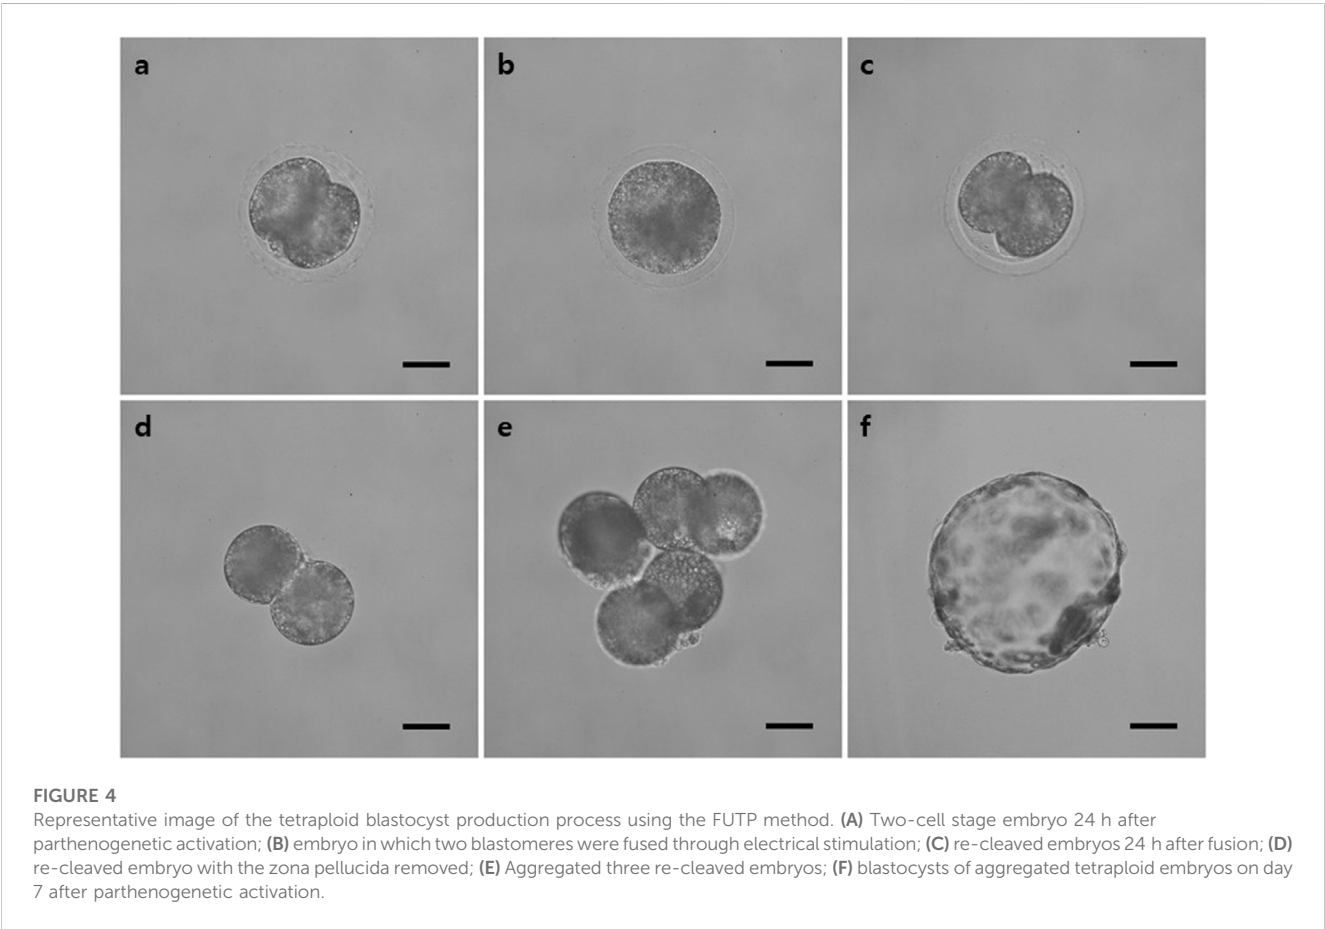 a
b
c
d
e
f
FIGURE 4
Representative image of the tetraploid blastocyst production process using the FUTP method. (A) Two-cell stage embryo 24 h after
parthenogenetic activation; (B) embryo in which two blastomeres were fused through electrical stimulation; (C) re-cleaved embryos 24 h after fusion; (D)
re-cleaved embryo with the zona pellucida removed; (E) Aggregated three re-cleaved embryos; (F) blastocysts of aggregated tetraploid embryos on day
7 after parthenogenetic activation.